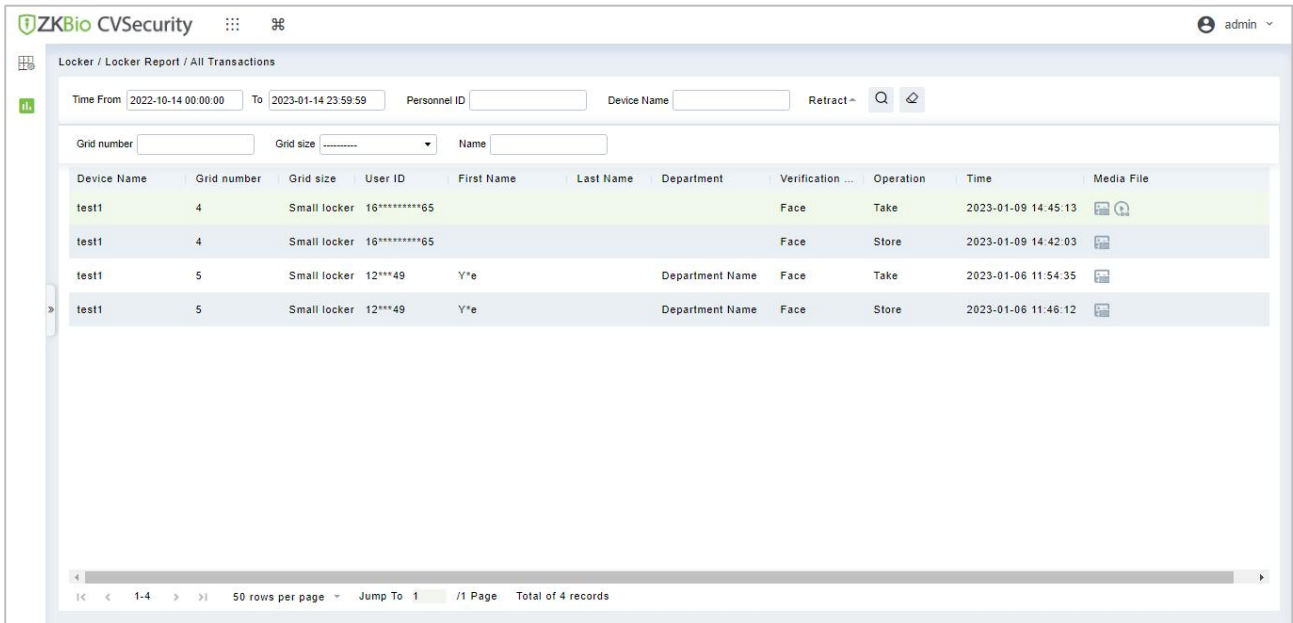 ZKBio CVSecurity admin
Locker / Locker Report / All Transactions
Time From 2022-10-14 00:00:00 To 2023-01-14 23:59:59 Personnel ID Device Name Retract
Grid number Grid size ---------- Name
Device Name Grid number Grid size User ID First Name Last Name Department Verification ... Operation Time Media File
test1 4 Small locker 16*********65 Face Take 2023-01-09 14:45:13
test1 4 Small locker 16*********65 Face Store 2023-01-09 14:42:03
test1 5 Small locker 12***49 Y*e Department Name Face Take 2023-01-06 11:54:35
test1 5 Small locker 12***49 Y*e Department Name Face Store 2023-01-06 11:46:12
1-4 50 rows per page Jump To 1 /1 Page Total of 4 records